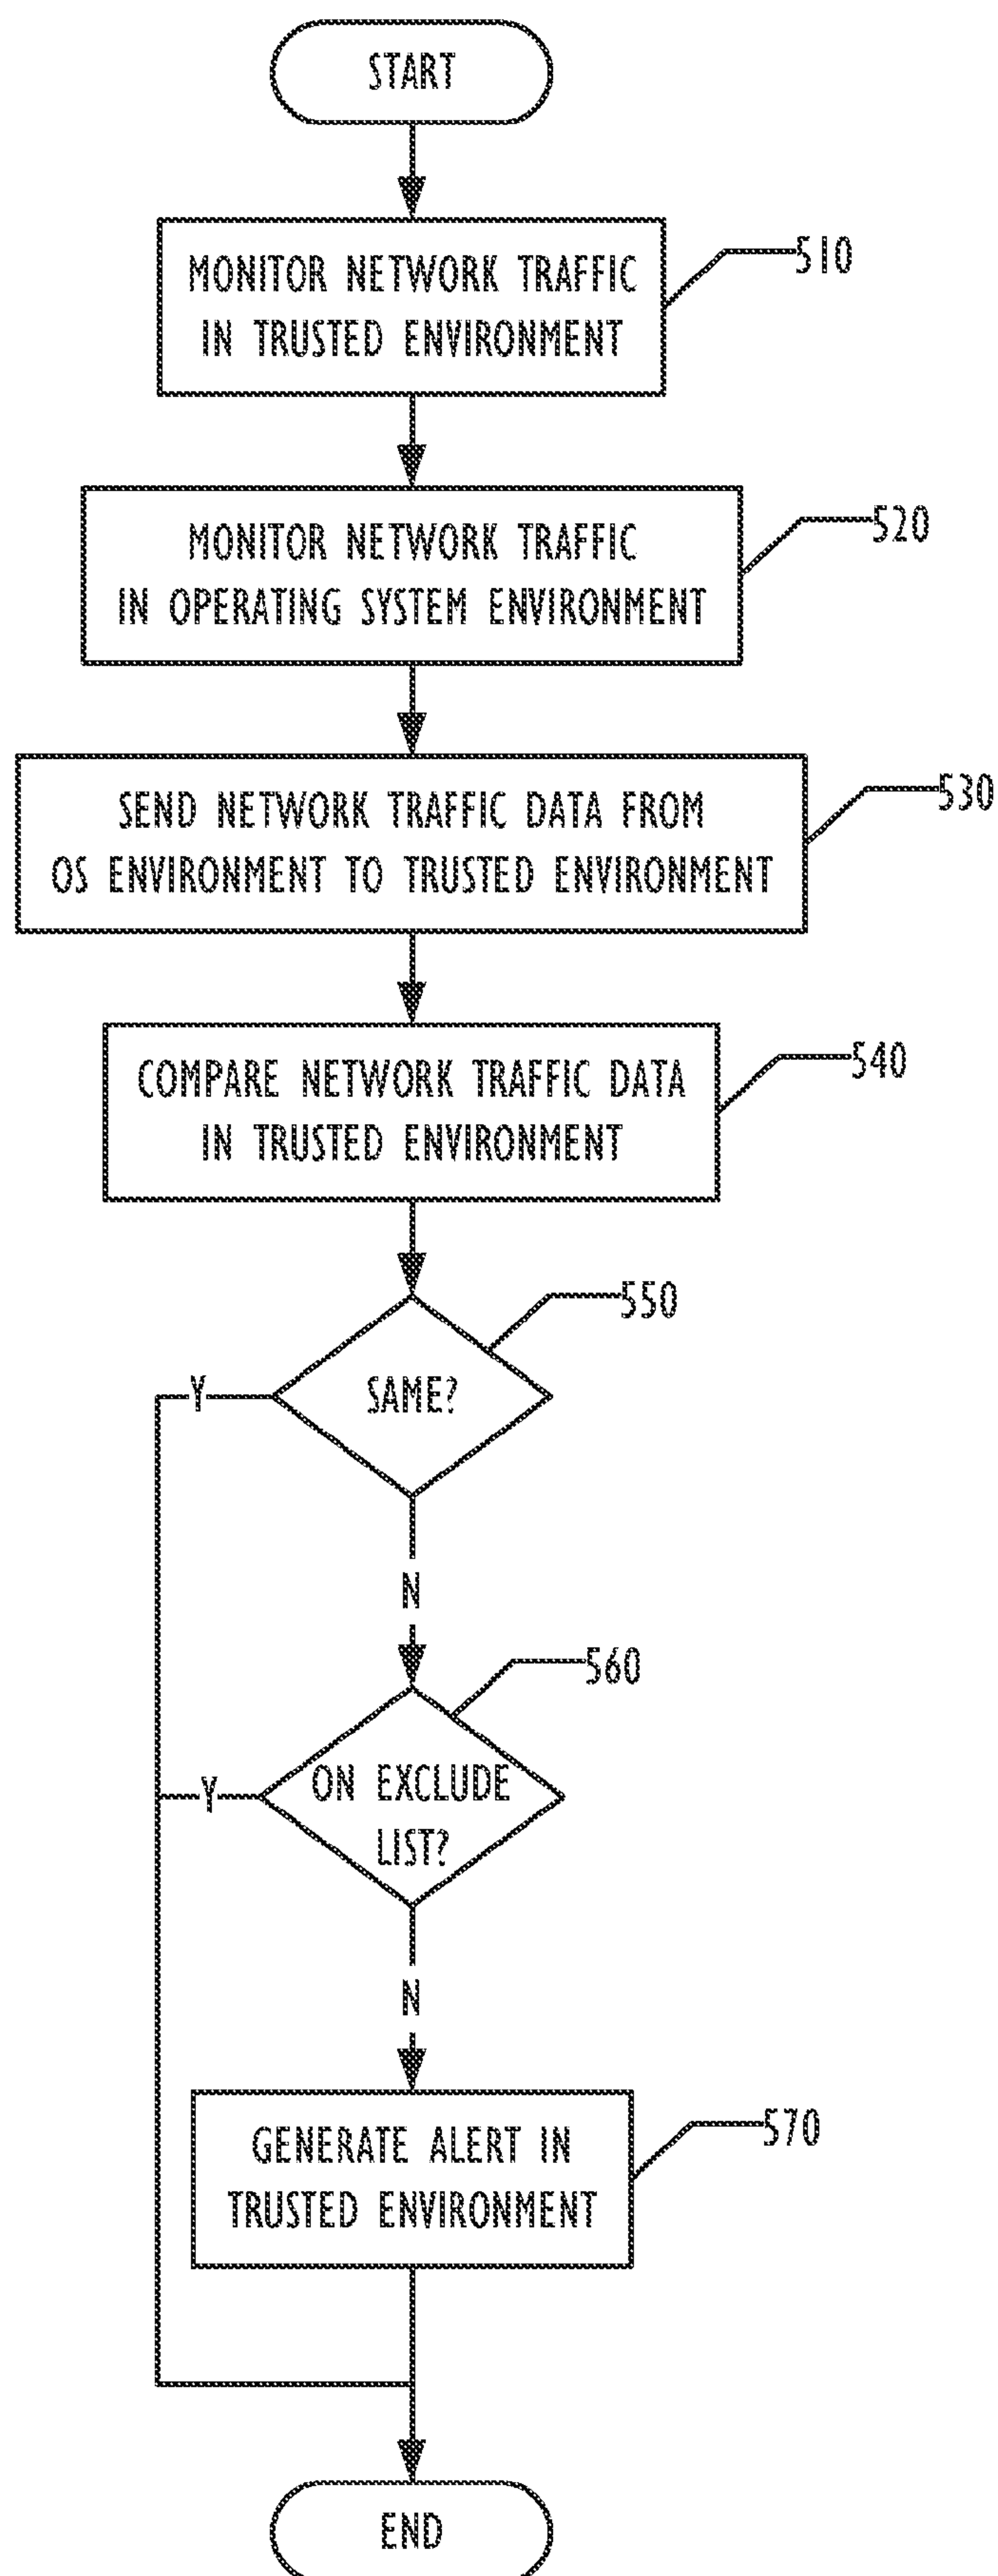 START
MONITOR NETWORK TRAFFIC
IN TRUSTED ENVIRONMENT
510
MONITOR NETWORK TRAFFIC
IN OPERATING SYSTEM ENVIRONMENT
520
SEND NETWORK TRAFFIC DATA FROM
OS ENVIRONMENT TO TRUSTED ENVIRONMENT
530
COMPARE NETWORK TRAFFIC DATA
IN TRUSTED ENVIRONMENT
540
550
Y
SAME?
N
560
Y
ON EXCLUDE
LIST?
N
GENERATE ALERT IN
TRUSTED ENVIRONMENT
570
END